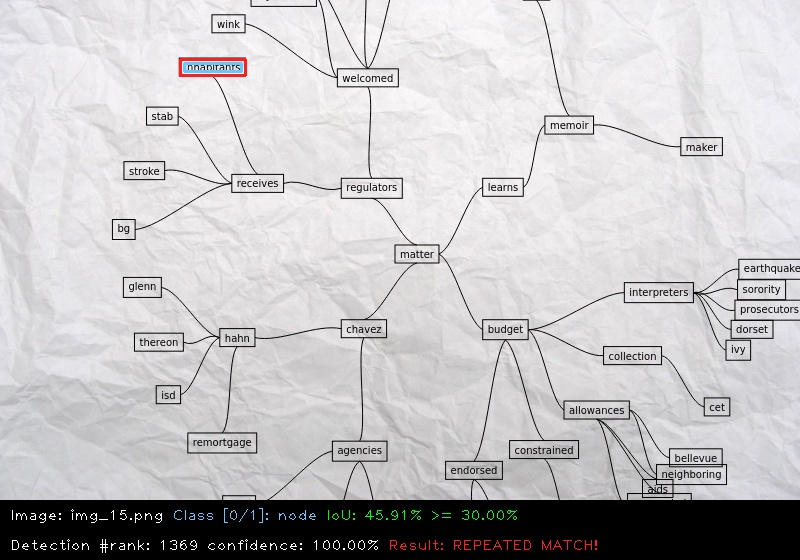 wink
welcomed
stab
memoir
maker
stroke
receives
regulators
learns
bg
matter
earthquake
glenn
interpreters
sorority
prosecutors
chavez
budget
dorset
thereon
hahn
ivy
collection
isd
cet
allowances
remortgage
agencies
constrained
bellevue
endorsed
neighboring
aids
Image: img_15.png Class [0/1]: node IoU: 45.91% >= 30.00%
Detection #rank: 1369 confidence: 100.00% Result: REPEATED MATCH!